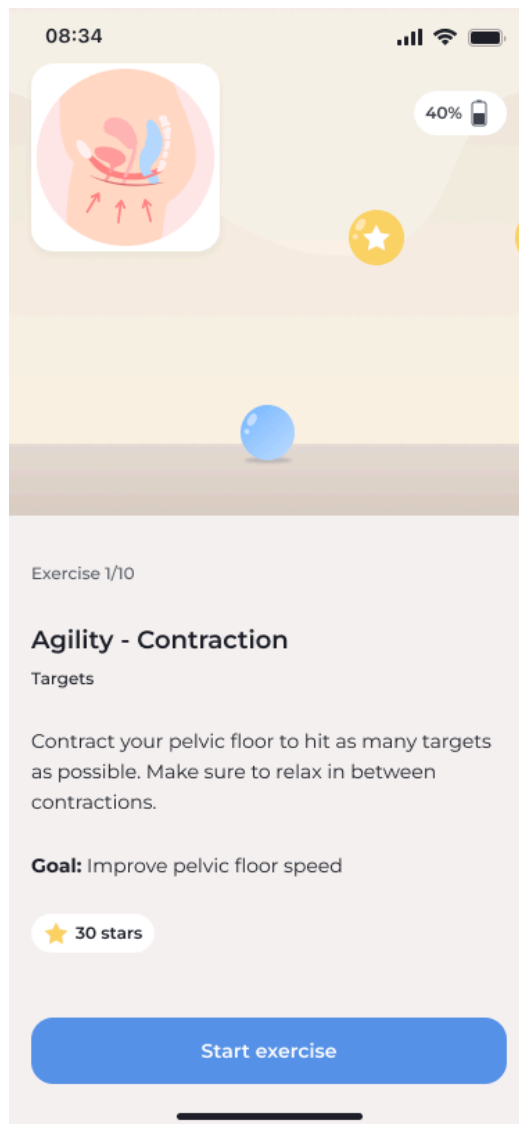 08:34
40%
Exercise 1/10
Agility - Contraction
Targets
Contract your pelvic floor to hit as many targets
as possible. Make sure to relax in between
contractions.
Goal: Improve pelvic floor speed
30 stars
Start exercise